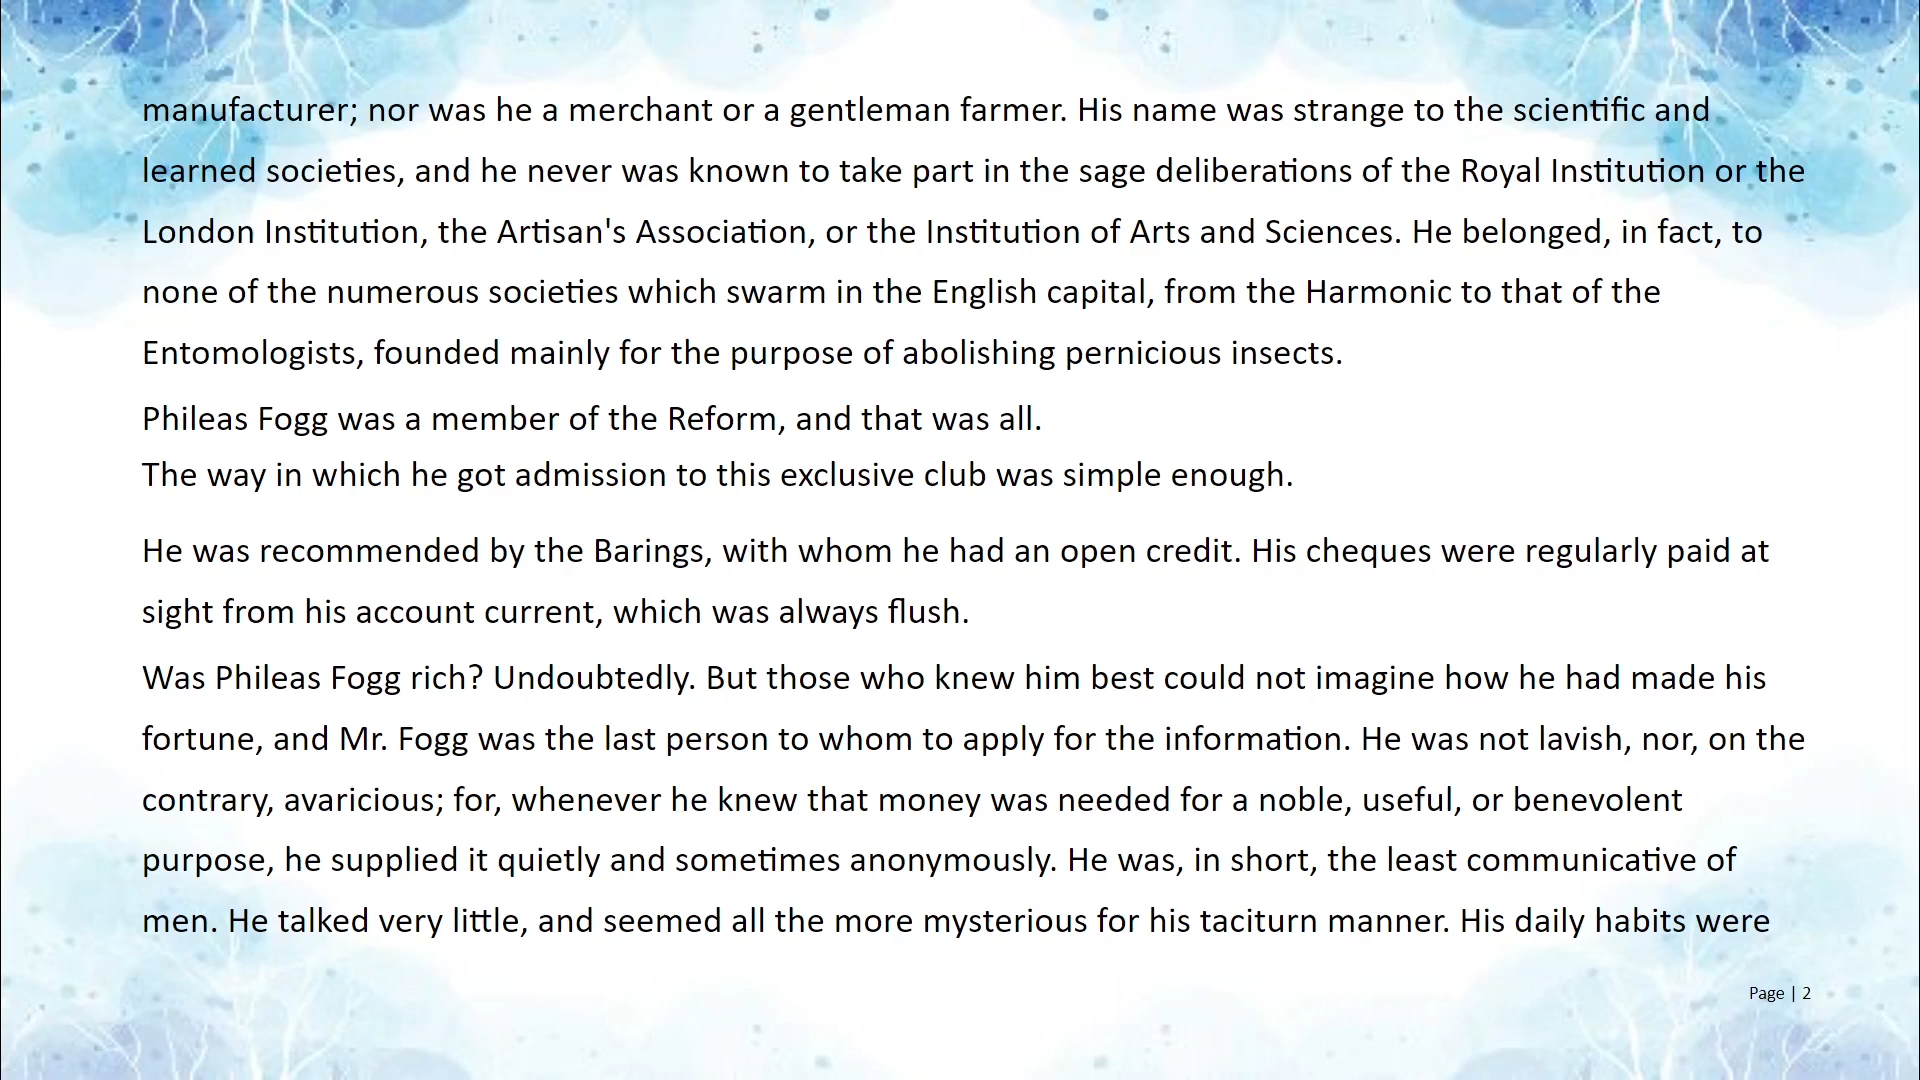 manufacturer; nor was he a merchant or a gentleman farmer. His name was strange to the scientific and
learned societies, and he never was known to take part in the sage deliberations of the Royal Institution or the
London Institution, the Artisan's Association, or the Institution of Arts and Sciences. He belonged, in fact, to
none of the numerous societies which swarm in the English capital, from the Harmonic to that of the
Entomologists, founded mainly for the purpose of abolishing pernicious insects.
Phileas Fogg was a member of the Reform, and that was all.
The way in which he got admission to this exclusive club was simple enough.
He was recommended by the Barings, with whom he had an open credit. His cheques were regularly paid at
sight from his account current, which was always flush.
Was Phileas Fogg rich? Undoubtedly. But those who knew him best could not imagine how he had made his
fortune, and Mr. Fogg was the last person to whom to apply for the information. He was not lavish, nor, on the
contrary, avaricious; for, whenever he knew that money was needed for a noble, useful, or benevolent
purpose, he supplied it quietly and sometimes anonymously. He was, in short, the least communicative of
men. He talked very little, and seemed all the more mysterious for his taciturn manner. His daily habits were
Page | 2